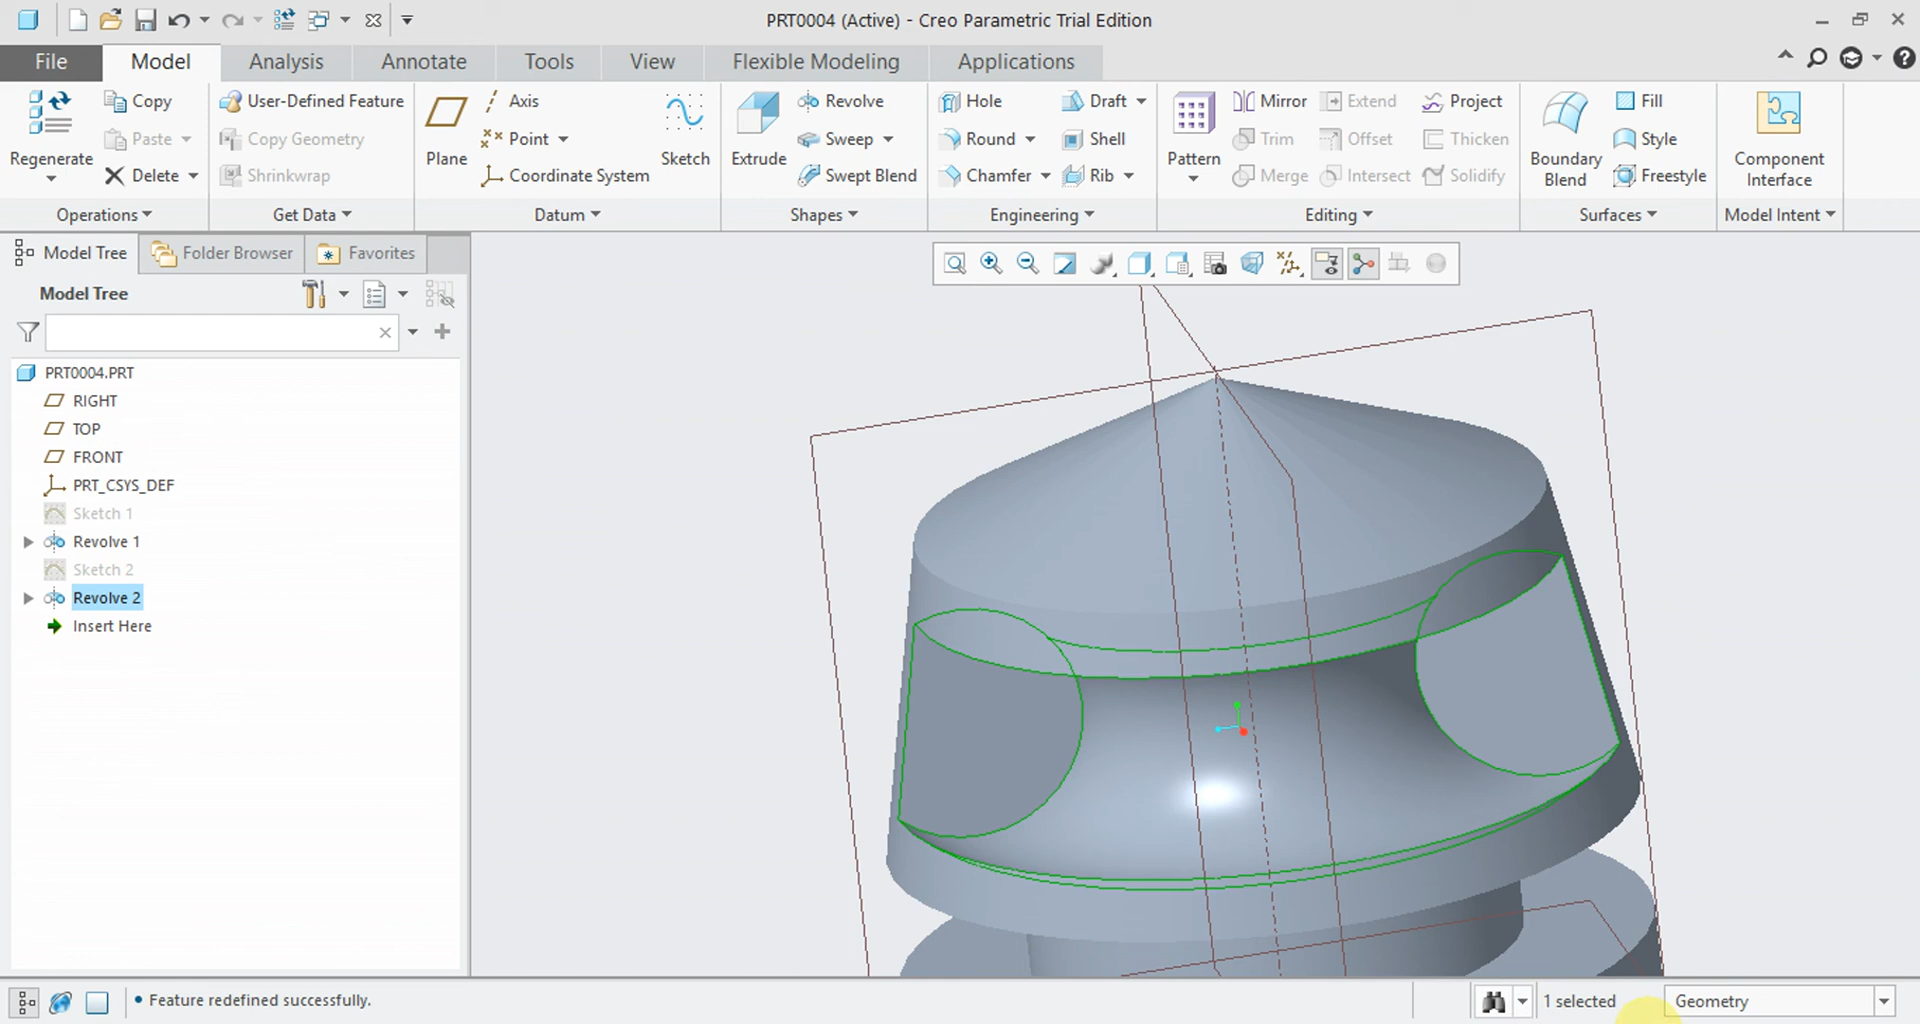 PRT0004 (Active) - Creo Parametric Trial Edition
File Model Analysis Annotate Tools View Flexible Modeling Applications
Regenerate
Copy
Paste
Delete
Operations
User-Defined Feature
Copy Geometry
Shrinkwrap
Get Data
Plane
Axis
Point
Coordinate System
Sketch
Datum
Extrude
Revolve
Sweep
Swept Blend
Shapes
Hole
Round
Chamfer
Draft
Shell
Rib
Engineering
Pattern
Mirror
Trim
Merge
Extend
Offset
Intersect
Project
Thicken
Solidify
Editing
Boundary
Blend
Fill
Style
Freestyle
Surfaces
Component
Interface
Model Intent
Model Tree Folder Browser Favorites
Model Tree
PRT0004.PRT
RIGHT
TOP
FRONT
PRT_CSYS_DEF
Sketch 1
Revolve 1
Sketch 2
Revolve 2
Insert Here
• Feature redefined successfully.
1 selected
Geometry